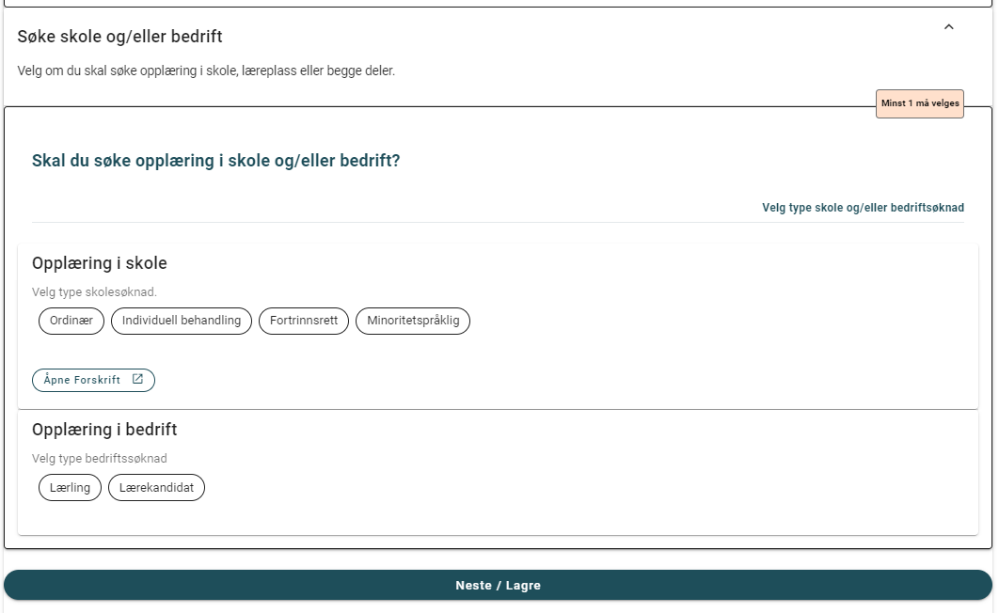 Søke skole og/eller bedrift
Velg om du skal søke opplæring i skole, læreplass eller begge deler.
Minst 1 må velges
Skal du søke opplæring i skole og/eller bedrift?
Velg type skole og/eller bedriftsøknad
Opplæring i skole
Velg type skolesøknad.
Ordinær Individuell behandling Fortrinnsrett Minoritetspråklig
Åpne Forskrift
Opplæring i bedrift
Velg type bedriftssøknad
Lærling Lærekandidat
Neste / Lagre